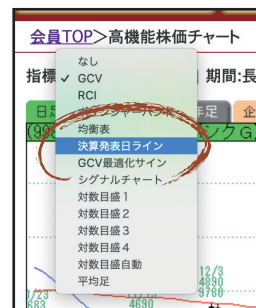 会員TOP>高機能株価チャート
指標
期間:長
なし
✓ GCV
RCI
均衡表
決算発表日ライン
GCV最適化サイン
シグナルチャート
対数目盛1
対数目盛2
対数目盛3
対数目盛4
対数目盛自動
平均足
年足
企
12/3
4890
3780
4630